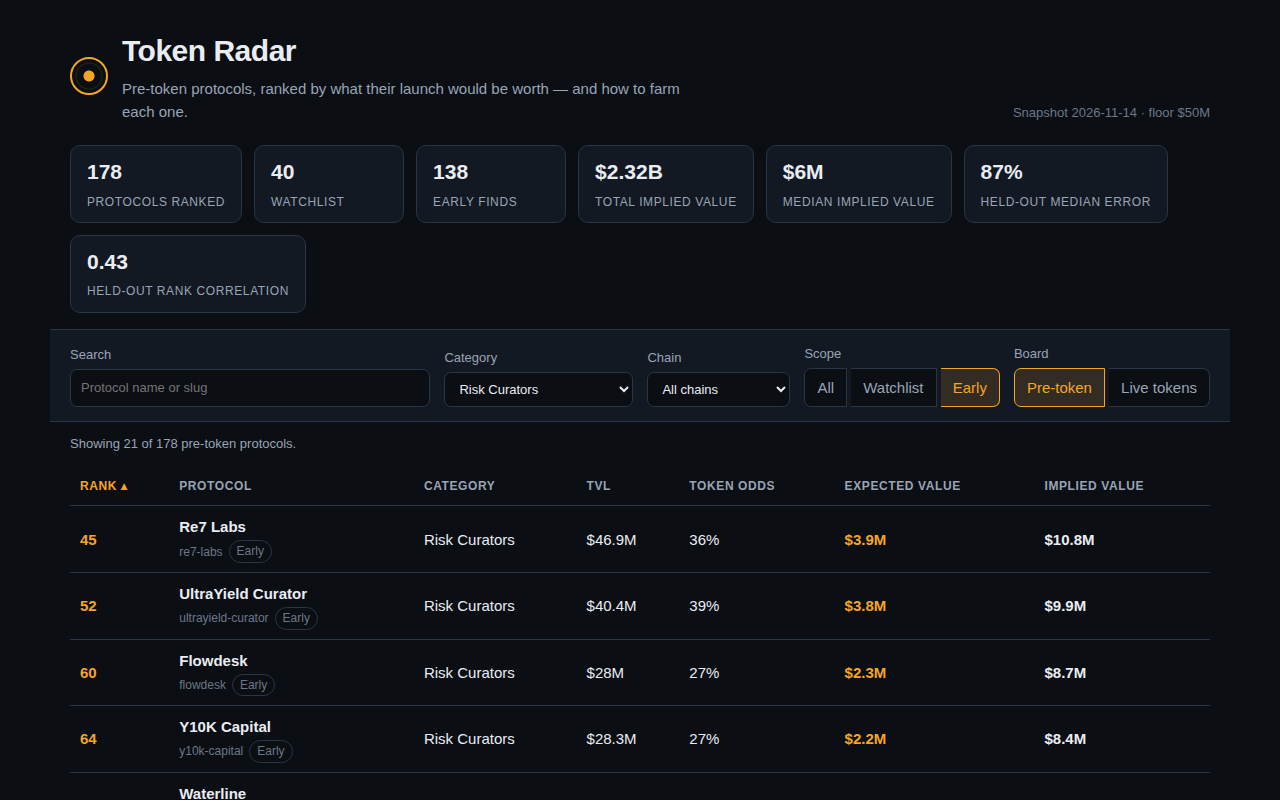 Token Radar
Pre-token protocols, ranked by what their launch would be worth — and how to farm
each one.
Snapshot 2026-11-14 · floor $50M
178
PROTOCOLS RANKED
40
WATCHLIST
138
EARLY FINDS
$2.32B
TOTAL IMPLIED VALUE
$6M
MEDIAN IMPLIED VALUE
87%
HELD-OUT MEDIAN ERROR
0.43
HELD-OUT RANK CORRELATION
Search
Protocol name or slug
Category
Risk Curators
Chain
All chains
Scope
All Watchlist Early
Board
Pre-token Live tokens
Showing 21 of 178 pre-token protocols.
RANK ▲ PROTOCOL CATEGORY TVL TOKEN ODDS EXPECTED VALUE IMPLIED VALUE
45 Re7 Labs Risk Curators $46.9M 36% $3.9M $10.8M
re7-labs Early
52 UltraYield Curator Risk Curators $40.4M 39% $3.8M $9.9M
ultrayield-curator Early
60 Flowdesk Risk Curators $28M 27% $2.3M $8.7M
flowdesk Early
64 Y10K Capital Risk Curators $28.3M 27% $2.2M $8.4M
y10k-capital Early
Waterline